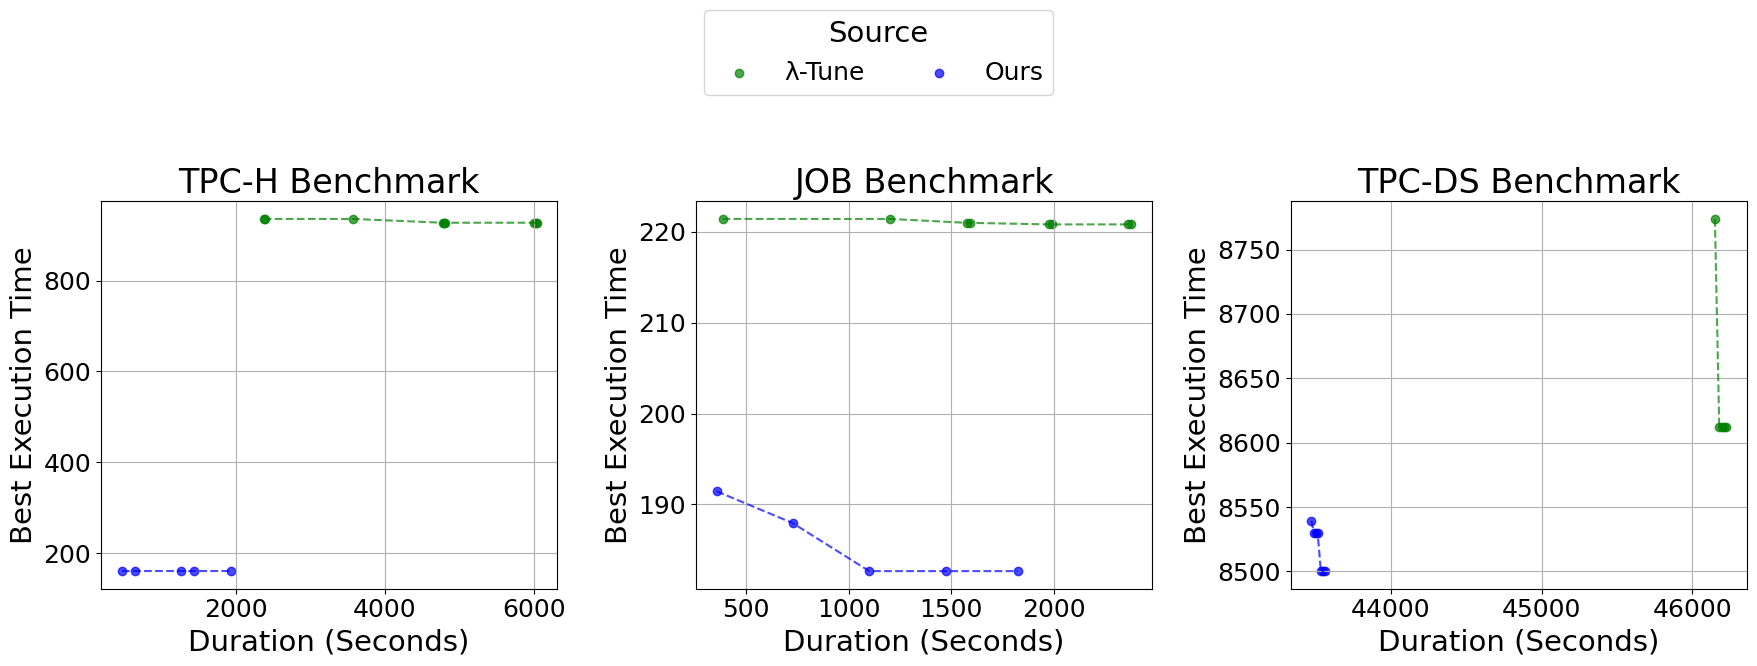 Source
λ-Tune
Ours
TPC-H Benchmark
Best Execution Time
800
600
400
200
2000
4000
6000
Duration (Seconds)
JOB Benchmark
Best Execution Time
220
210
200
190
500
1000
1500
2000
Duration (Seconds)
TPC-DS Benchmark
Best Execution Time
8750
8700
8650
8600
8550
8500
44000
45000
46000
Duration (Seconds)